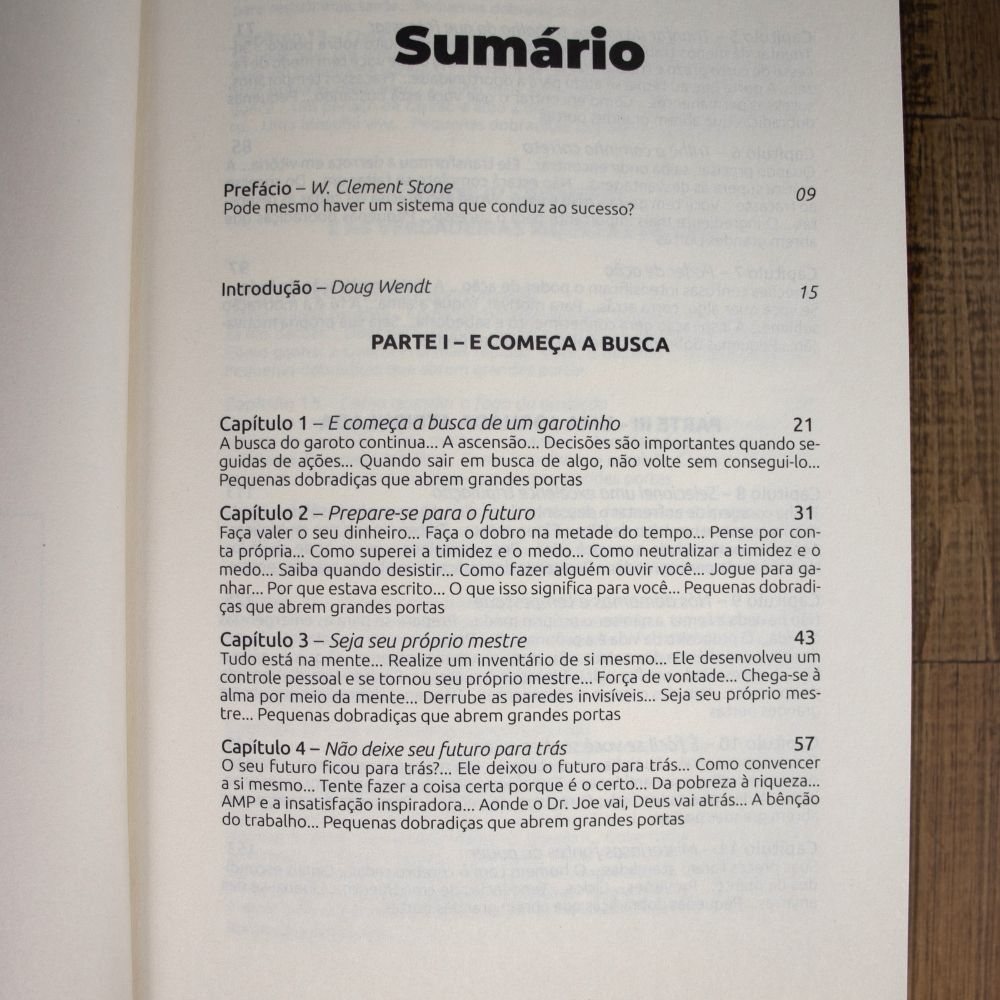 Sumário
Prefácio – W. Clement Stone 09
Pode mesmo haver um sistema que conduz ao sucesso?
Introdução – Doug Wendt 15
PARTE I – E COMEÇA A BUSCA
Capítulo 1 – E começa a busca de um garotinho 21
A busca do garoto continua... A ascensão... Decisões são importantes quando se-
guidas de ações... Quando sair em busca de algo, não volte sem consegui-lo...
Pequenas dobradiças que abrem grandes portas
Capítulo 2 – Prepare-se para o futuro 31
Faça valer o seu dinheiro... Faça o dobro na metade do tempo... Pense por con-
ta própria... Como superei a timidez e o medo... Como neutralizar a timidez e o
medo... Saiba quando desistir... Como fazer alguém ouvir você... Jogue para ga-
nhar... Por que estava escrito... O que isso significa para você... Pequenas dobradi-
ças que abrem grandes portas
Capítulo 3 – Seja seu próprio mestre 43
Tudo está na mente... Realize um inventário de si mesmo... Ele desenvolveu um
controle pessoal e se tornou seu próprio mestre... Força de vontade... Chega-se à
alma por meio da mente... Derrube as paredes invisíveis... Seja seu próprio mes-
tre... Pequenas dobradiças que abrem grandes portas
Capítulo 4 – Não deixe seu futuro para trás 57
O seu futuro ficou para trás?... Ele deixou o futuro para trás... Como convencer
a si mesmo... Tente fazer a coisa certa porque é o certo... Da pobreza à riqueza...
AMP e a insatisfação inspiradora... Aonde o Dr. Joe vai, Deus vai atrás... A bênção
do trabalho... Pequenas dobradiças que abrem grandes portas